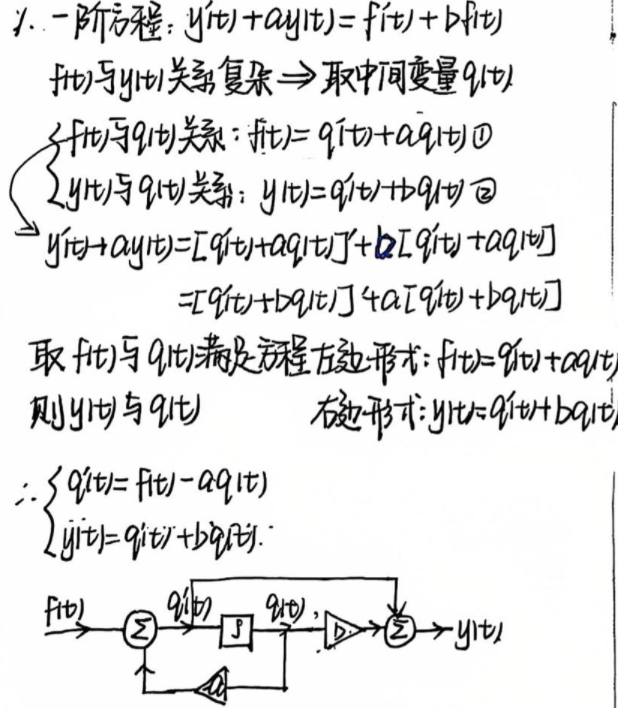 1. 一阶方程: y'(t)+ay(t)=f'(t)+bf(t)
f(t)与y(t)关系复杂⇒取中间变量q(t)
{f(t)与q(t)关系: f(t)=q'(t)+aq(t)①
{y(t)与q(t)关系: y(t)=q'(t)+bq(t)②
y'(t)+ay(t)=[q'(t)+aq(t)]'+b[q'(t)+aq(t)]
=[q'(t)+bq(t)]'+a[q'(t)+bq(t)]
取f(t)与q(t)满足方程左边形式: f(t)=q'(t)+aq(t)
则y(t)与q(t) 右边形式: y(t)=q'(t)+bq(t)
∴{q'(t)=f(t)-aq(t)
{y(t)=q'(t)+bq(t).
f(t) Σ q'(t) ∫ q(t) b Σ y(t)